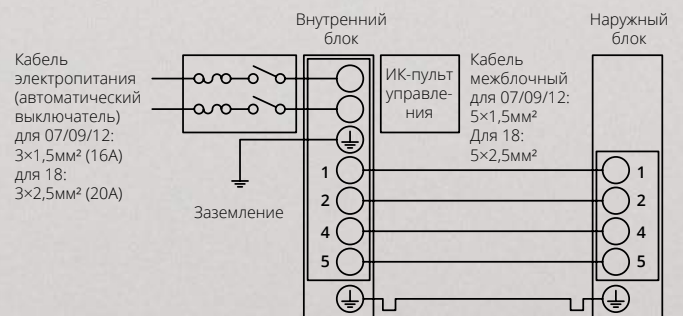 Внутренний
блок
Наружный
блок
Кабель
электропитания
(автоматический
выключатель)
для 07/09/12:
3×1,5мм² (16А)
для 18:
3×2,5мм² (20А)
ИК-пульт
управле-
ния
Кабель
межблочный
для 07/09/12:
5×1,5мм²
Для 18:
5×2,5мм²
Заземление
1
2
4
5
1
2
4
5